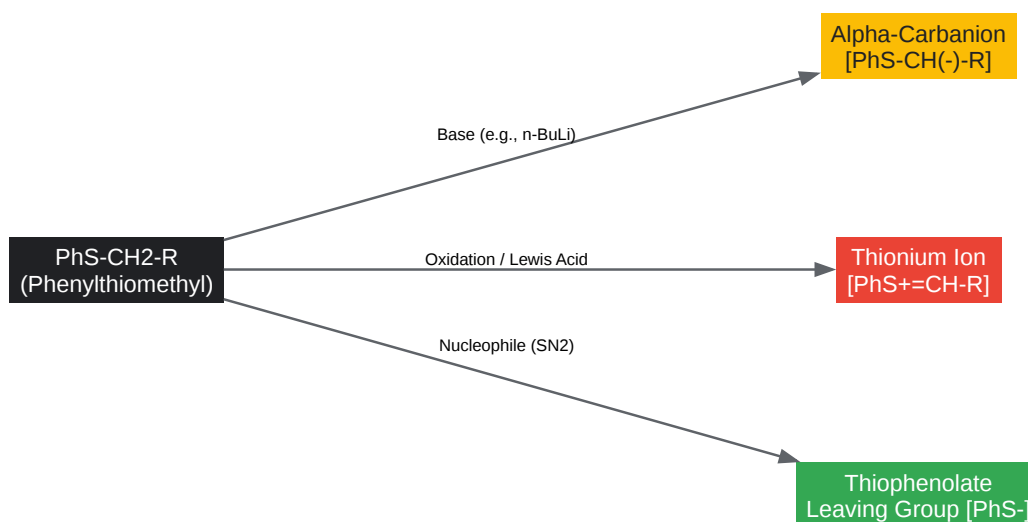 Alpha-Carbanion
[PhS-CH(-)-R]
Base (e.g., n-BuLi)
PhS-CH2-R
(Phenylthiomethyl)
Oxidation / Lewis Acid
Thionium Ion
[PhS+=CH-R]
Nucleophile (SN2)
Thiophenolate
Leaving Group [PhS-]